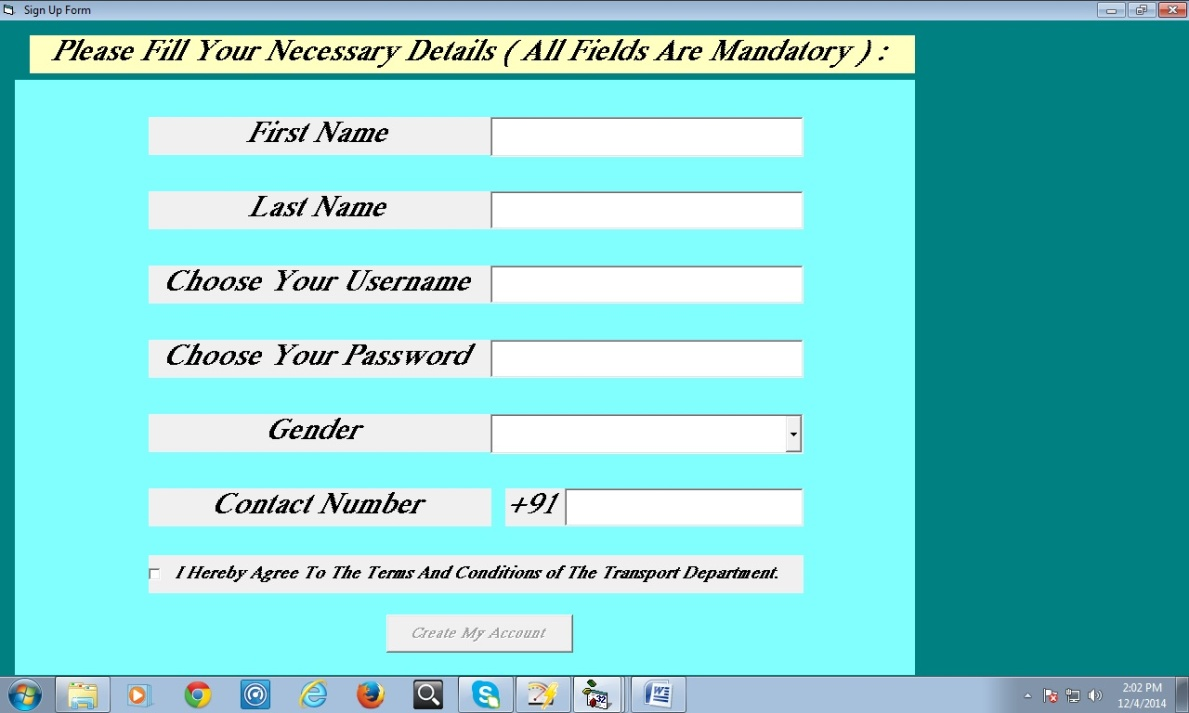 Sign Up Form
Please Fill Your Necessary Details ( All Fields Are Mandatory ) :
First Name
Last Name
Choose Your Username
Choose Your Password
Gender
Contact Number +91
I Hereby Agree To The Terms And Conditions of The Transport Department.
Create My Account
2:02 PM
12/4/2014